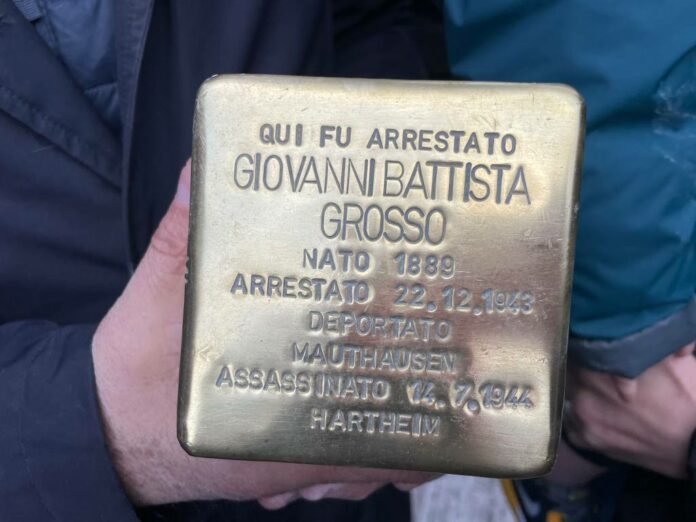 QUI FU ARRESTATO
GIOVANNI BATTISTA
GROSSO
NATO 1889
ARRESTATO 22.12.1943
DEPORTATO
MAUTHAUSEN
ASSASSINATO 14.7.1944
HARTHEIM